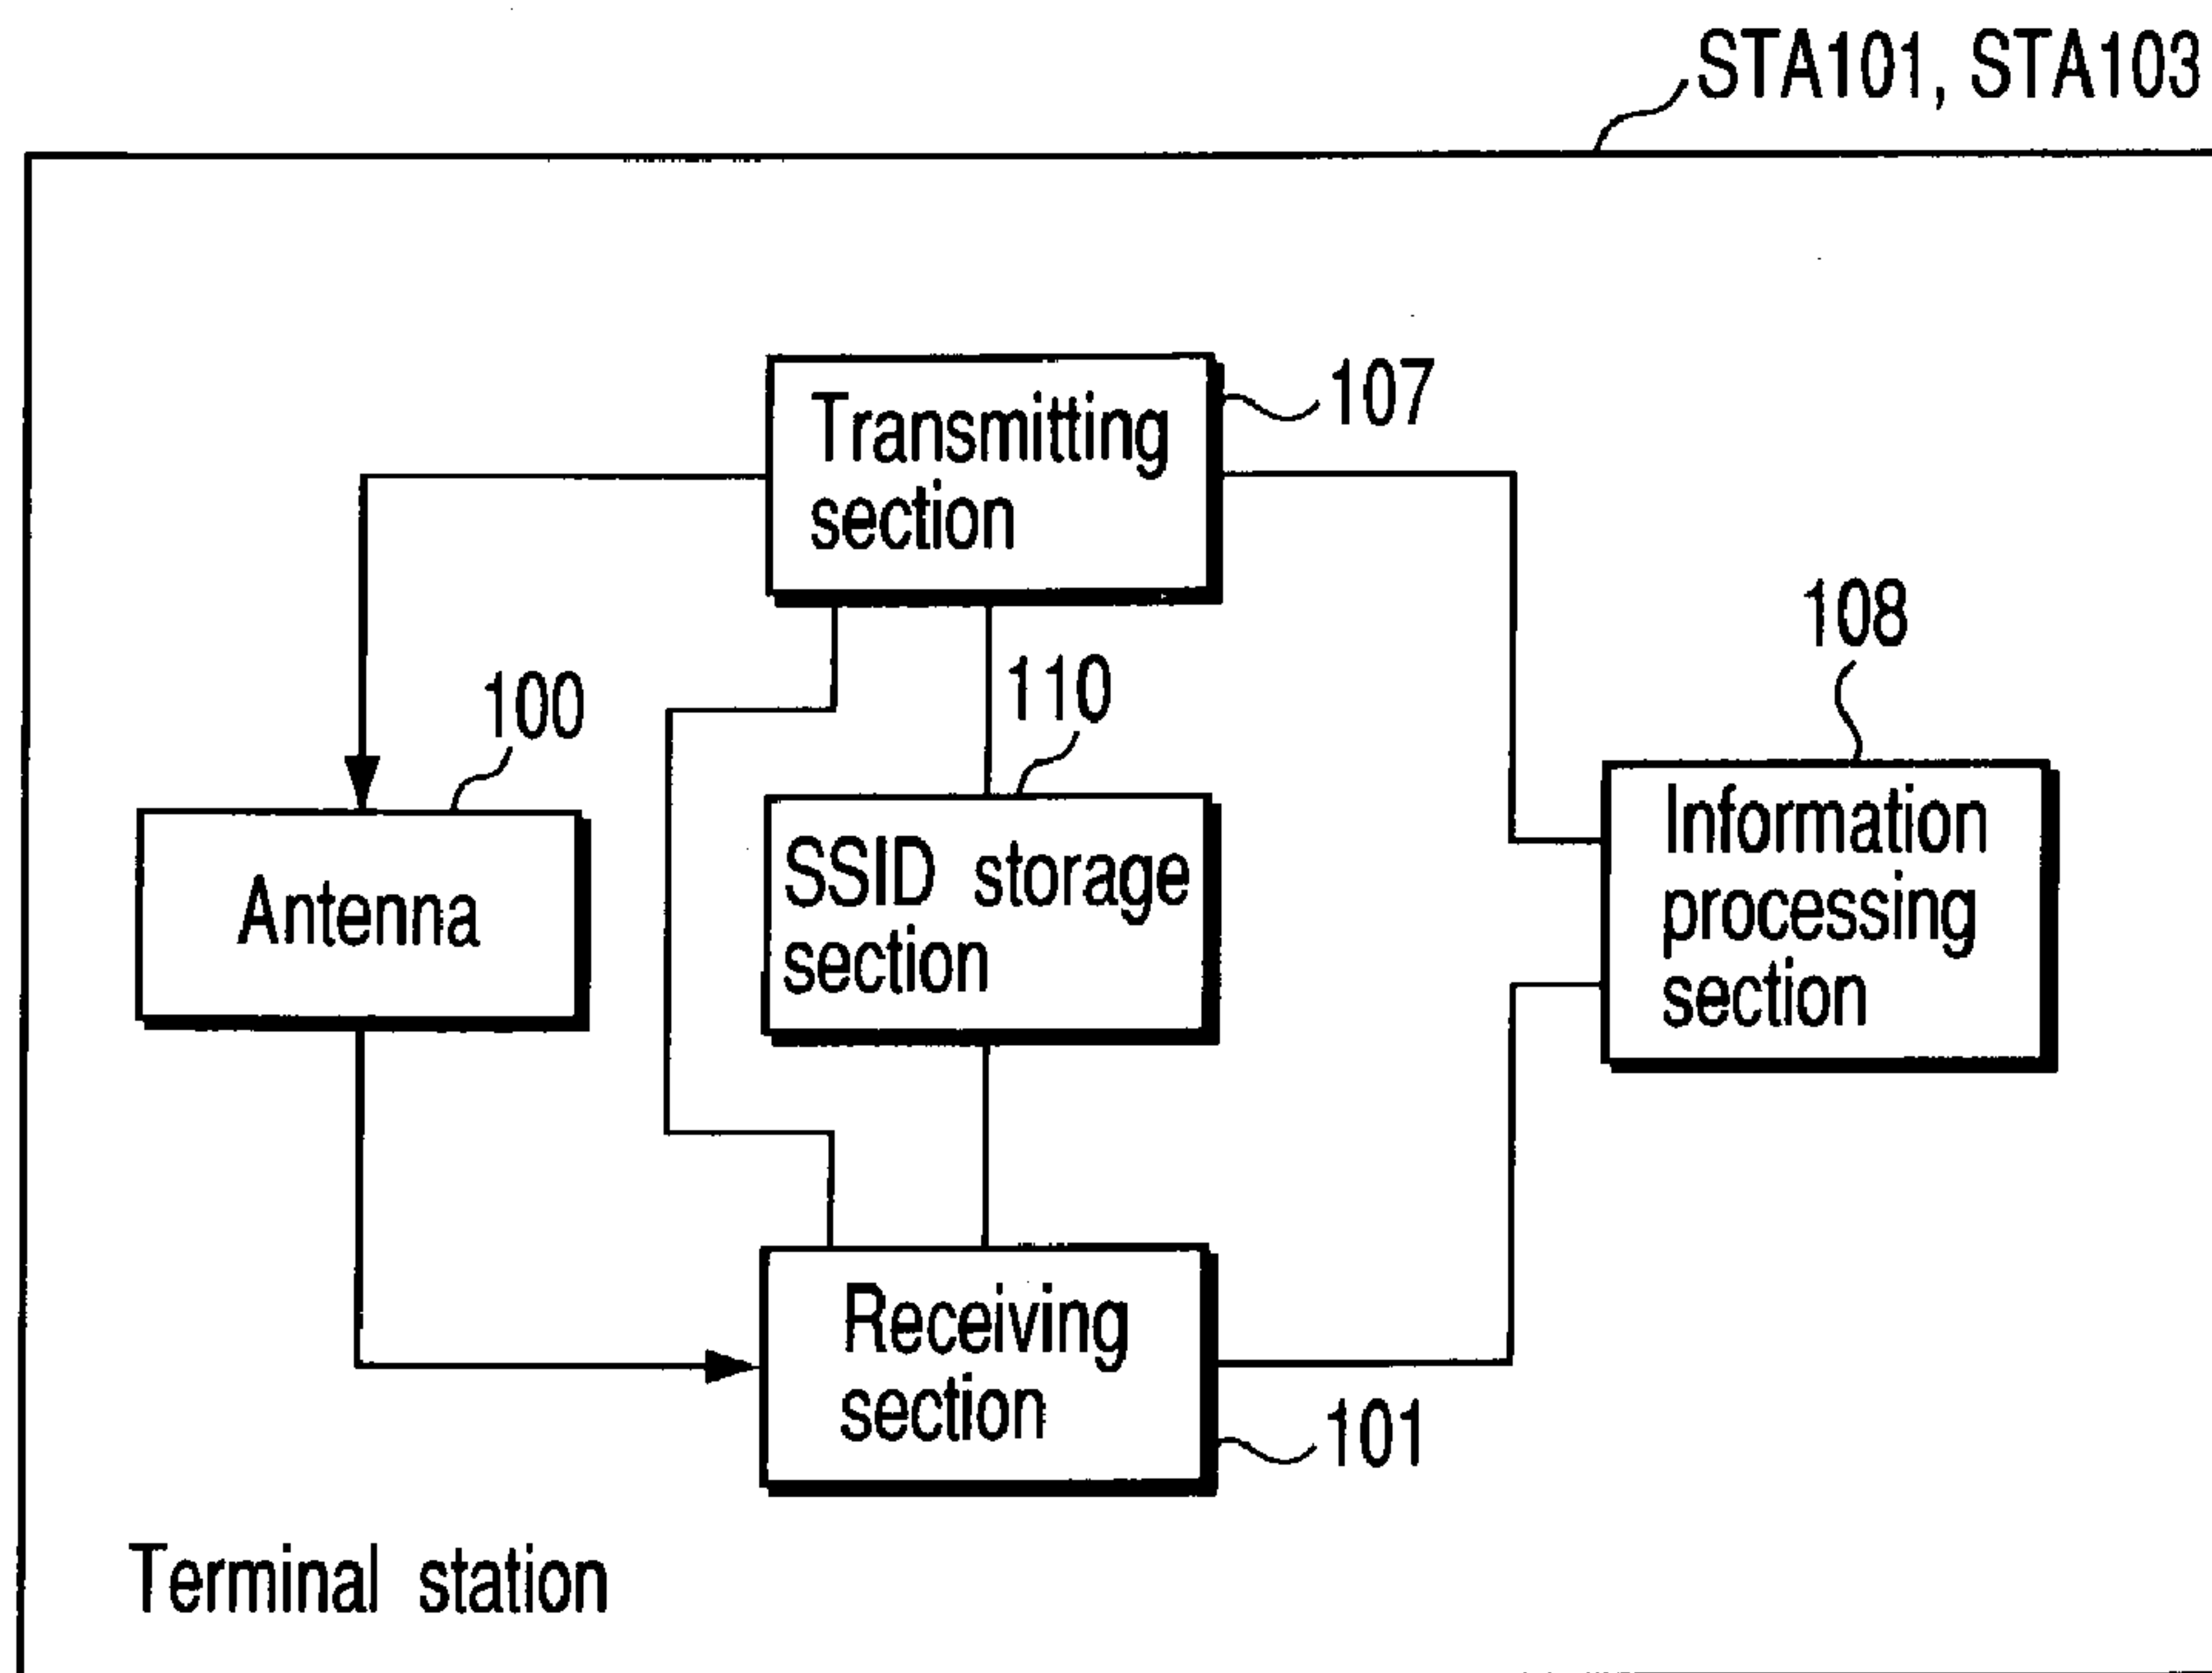 STA101, STA103
107
Transmitting
section
108
110
100
Information
processing
section
SSID storage
section
Antenna
Receiving
section
101
Terminal station